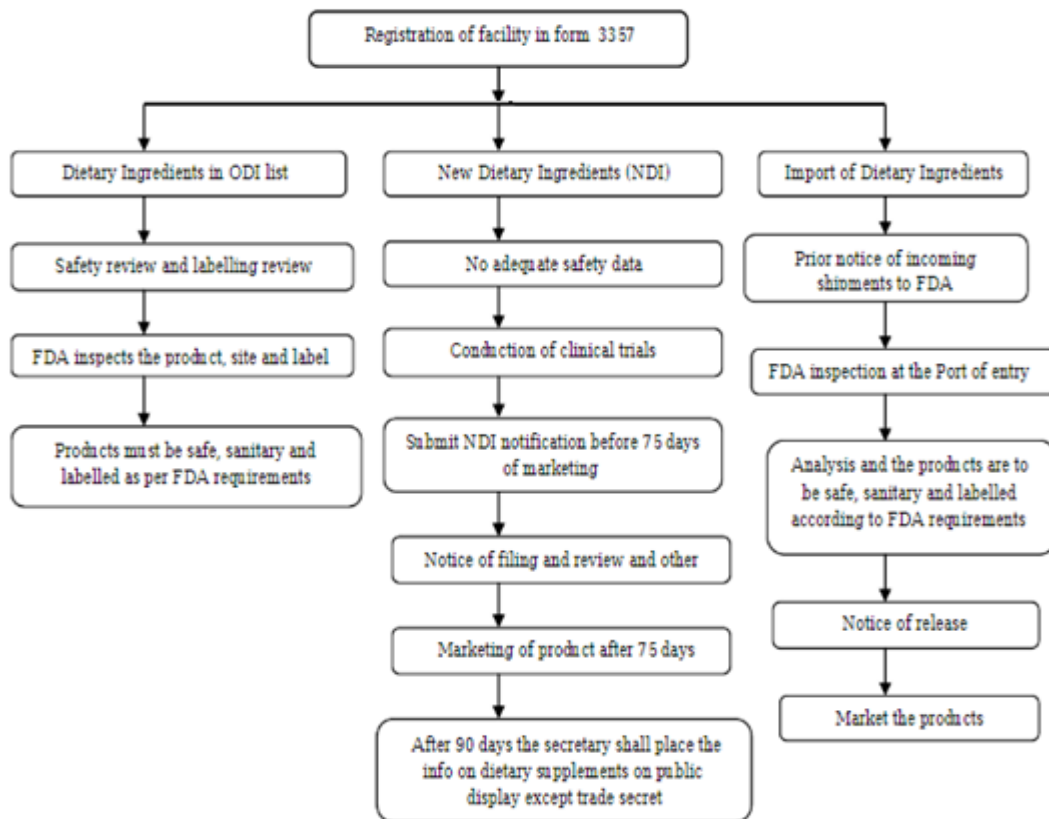 Registration of facility in form 3357
Dietary Ingredients in ODI list
Safety review and labelling review
FDA inspects the product, site and label
Products must be safe, sanitary and
labelled as per FDA requirements
New Dietary Ingredients (NDI)
No adequate safety data
Conduction of clinical trials
Submit NDI notification before 75 days
of marketing
Notice of filing and review and other
Marketing of product after 75 days
After 90 days the secretary shall place the
info on dietary supplements on public
display except trade secret
Import of Dietary Ingredients
Prior notice of incoming
shipments to FDA
FDA inspection at the Port of entry
Analysis and the products are to
be safe, sanitary and labelled
according to FDA requirements
Notice of release
Market the products